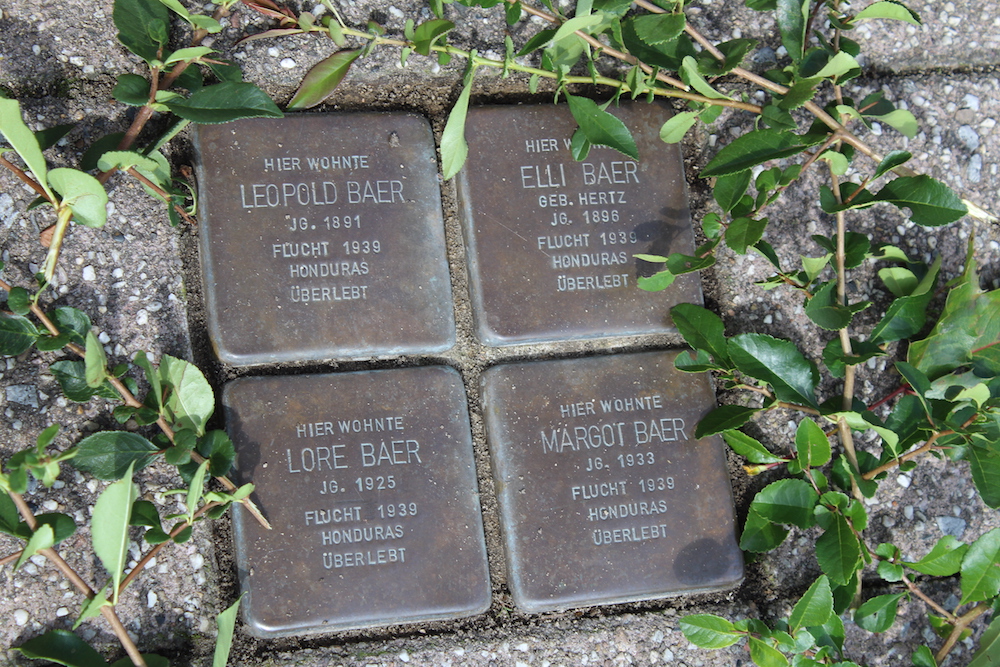 HIER WOHNTE
LEOPOLD BAER
JG. 1891
FLUCHT 1939
HONDURAS
ÜBERLEBT
HIER
ELLI BAER
GEB. HERTZ
JG. 1896
FLUCHT 1939
HONDURAS
ÜBERLEBT
HIER WOHNTE
LORE BAER
JG. 1925
FLUCHT 1939
HONDURAS
ÜBERLEBT
HIER WOHNTE
MARGOT BAER
JG. 1933
FLUCHT 1939
HONDURAS
ÜBERLEBT